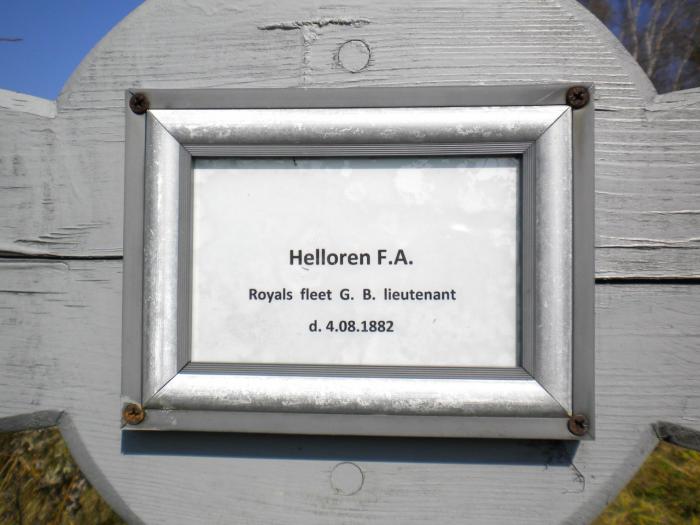 Helloren F.A.
Royals fleet G. B. lieutenant
d. 4.08.1882